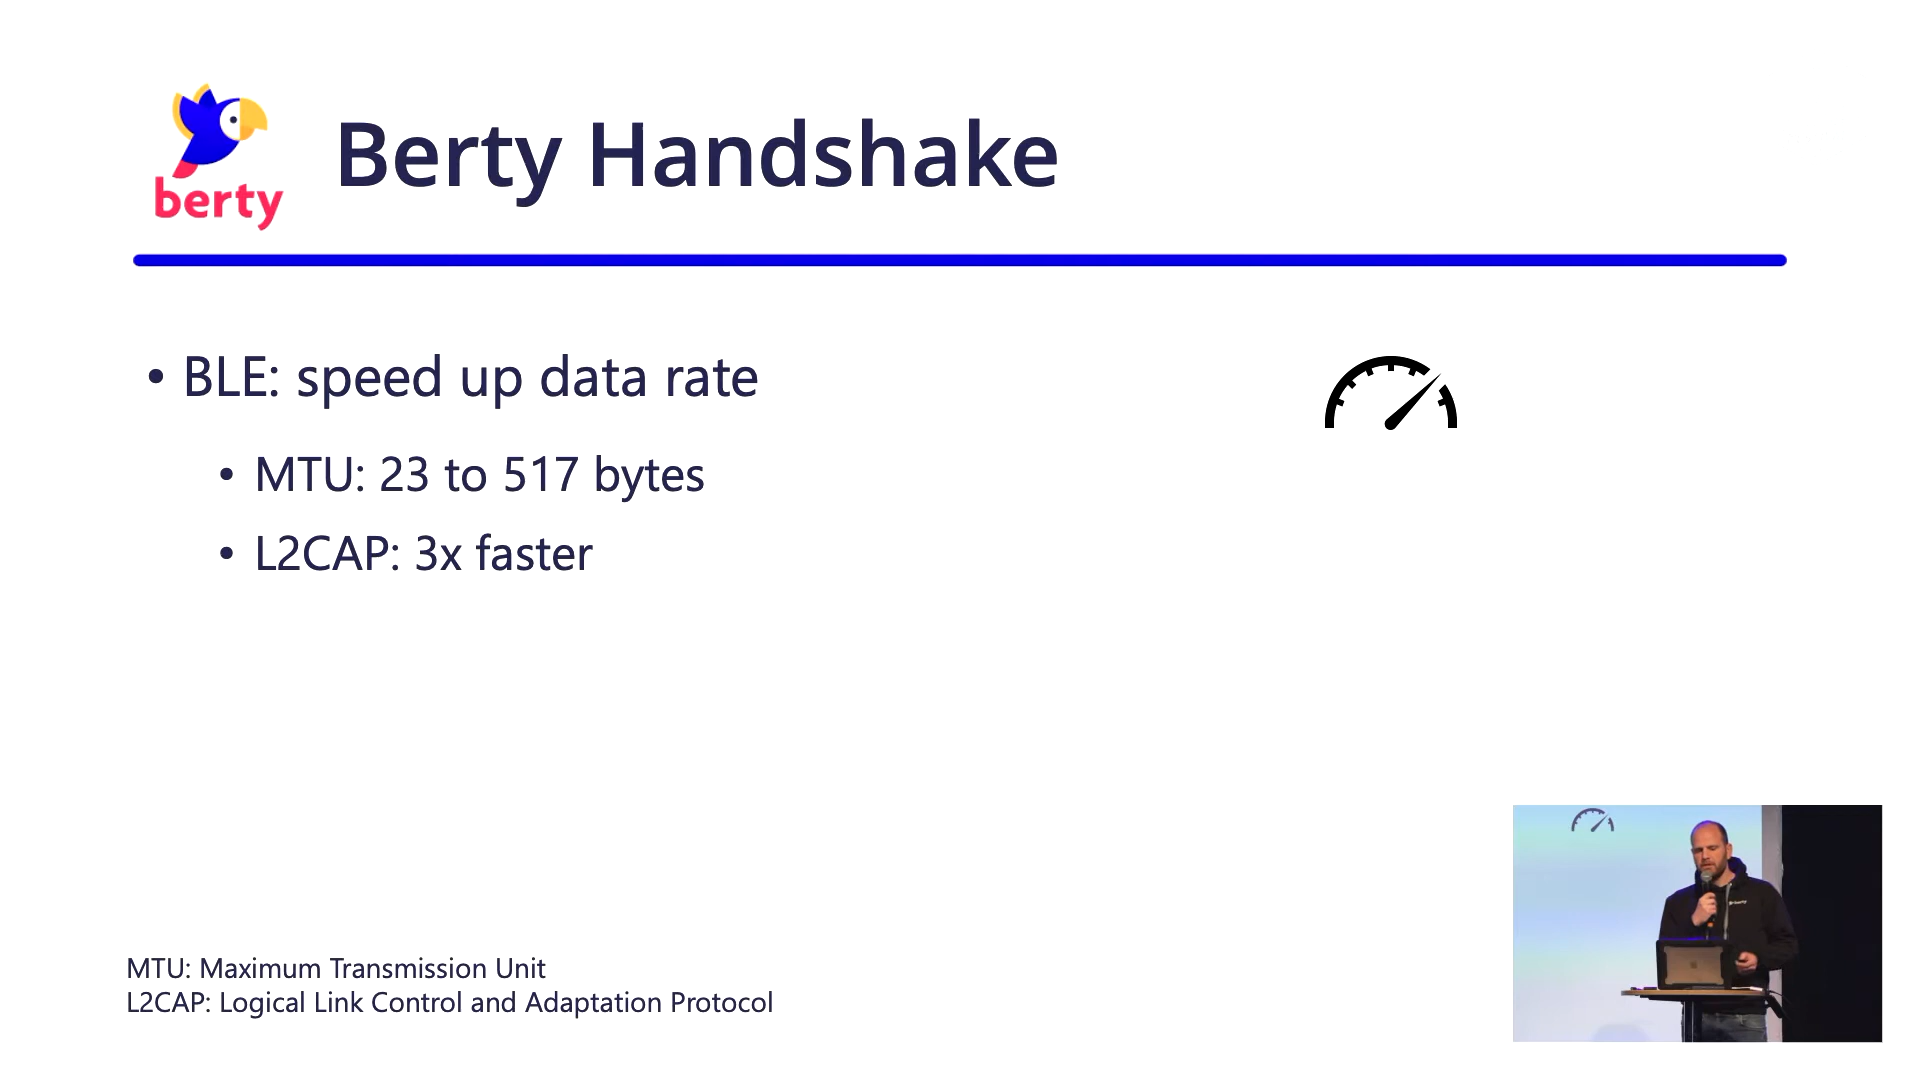 berty
Berty Handshake
• BLE: speed up data rate
• MTU: 23 to 517 bytes
• L2CAP: 3x faster
MTU: Maximum Transmission Unit
L2CAP: Logical Link Control and Adaptation Protocol